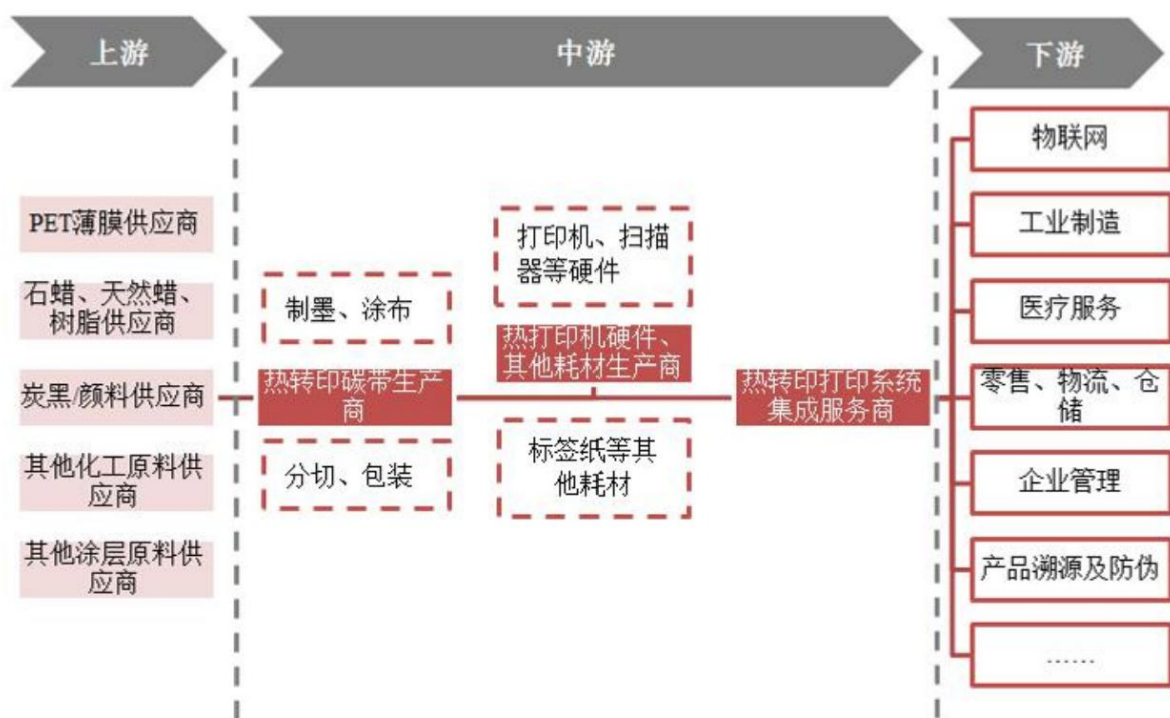 上游
中游
下游
PET薄膜供应商
石蜡、天然蜡、
树脂供应商
炭黑/颜料供应商
其他化工原料供
应商
其他涂层原料供
应商
制墨、涂布
热转印碳带生产
商
分切、包装
打印机、扫描
器等硬件
热打印机硬件、
其他耗材生产商
标签纸等其
他耗材
热转印打印系统
集成服务商
物联网
工业制造
医疗服务
零售、物流、仓
储
企业管理
产品溯源及防伪
……